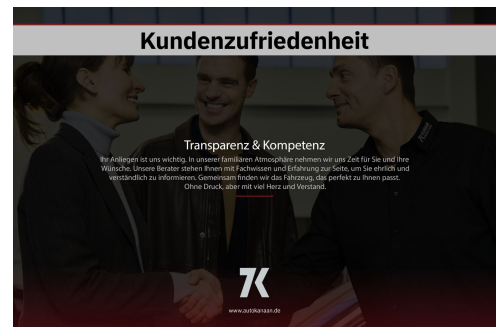 Kundenzufriedenheit
Transparenz & Kompetenz
Ihr Anliegen ist uns wichtig. In unserer familiären Atmosphäre nehmen wir uns Zeit für Sie und Ihre
Wünsche. Unsere Berater stehen Ihnen mit Fachwissen und Erfahrung zur Seite, um Sie ehrlich und
verständlich zu informieren. Gemeinsam finden wir das Fahrzeug, das perfekt zu Ihnen passt.
Ohne Druck, aber mit viel Herz und Verstand.
7K
www.autokanaan.de